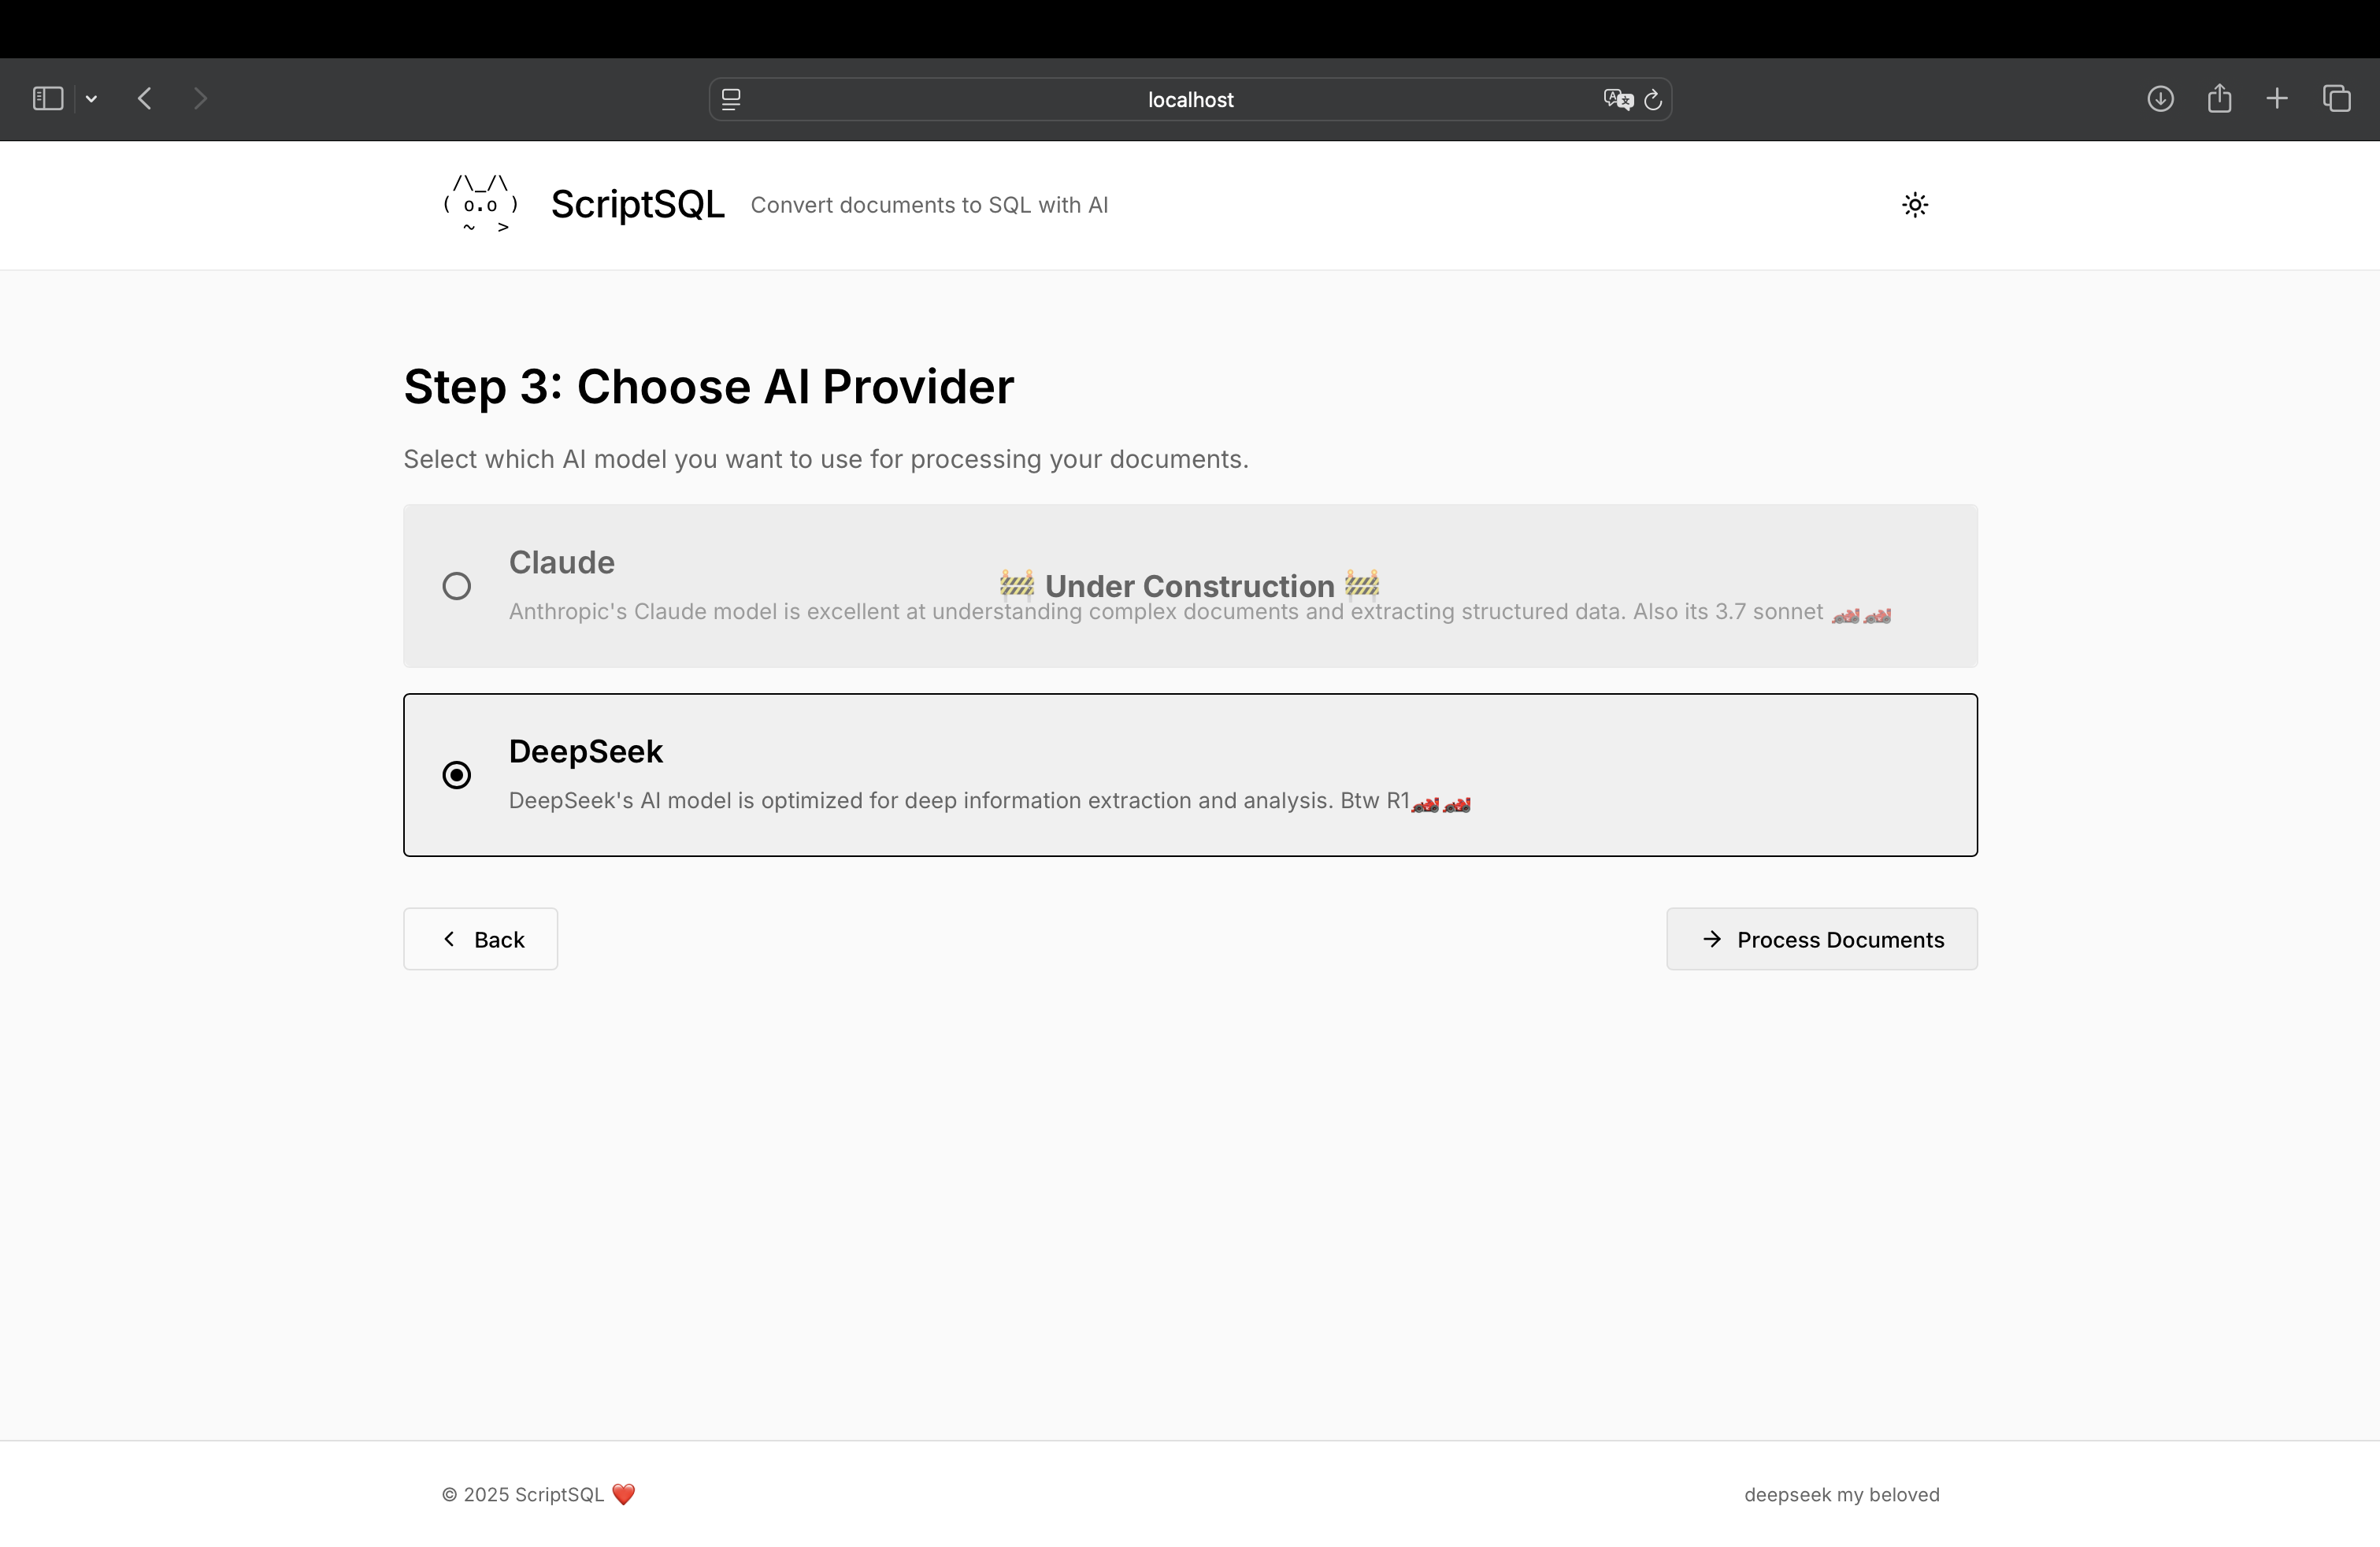 localhost
/\_/\
( o.o )
~ >
ScriptSQL Convert documents to SQL with AI
Step 3: Choose AI Provider
Select which AI model you want to use for processing your documents.
Claude
🚧 Under Construction 🚧
Anthropic's Claude model is excellent at understanding complex documents and extracting structured data. Also its 3.7 sonnet 🏎️🏎️
DeepSeek
DeepSeek's AI model is optimized for deep information extraction and analysis. Btw R1🏎️🏎️
Back
Process Documents
© 2025 ScriptSQL ❤️
deepseek my beloved